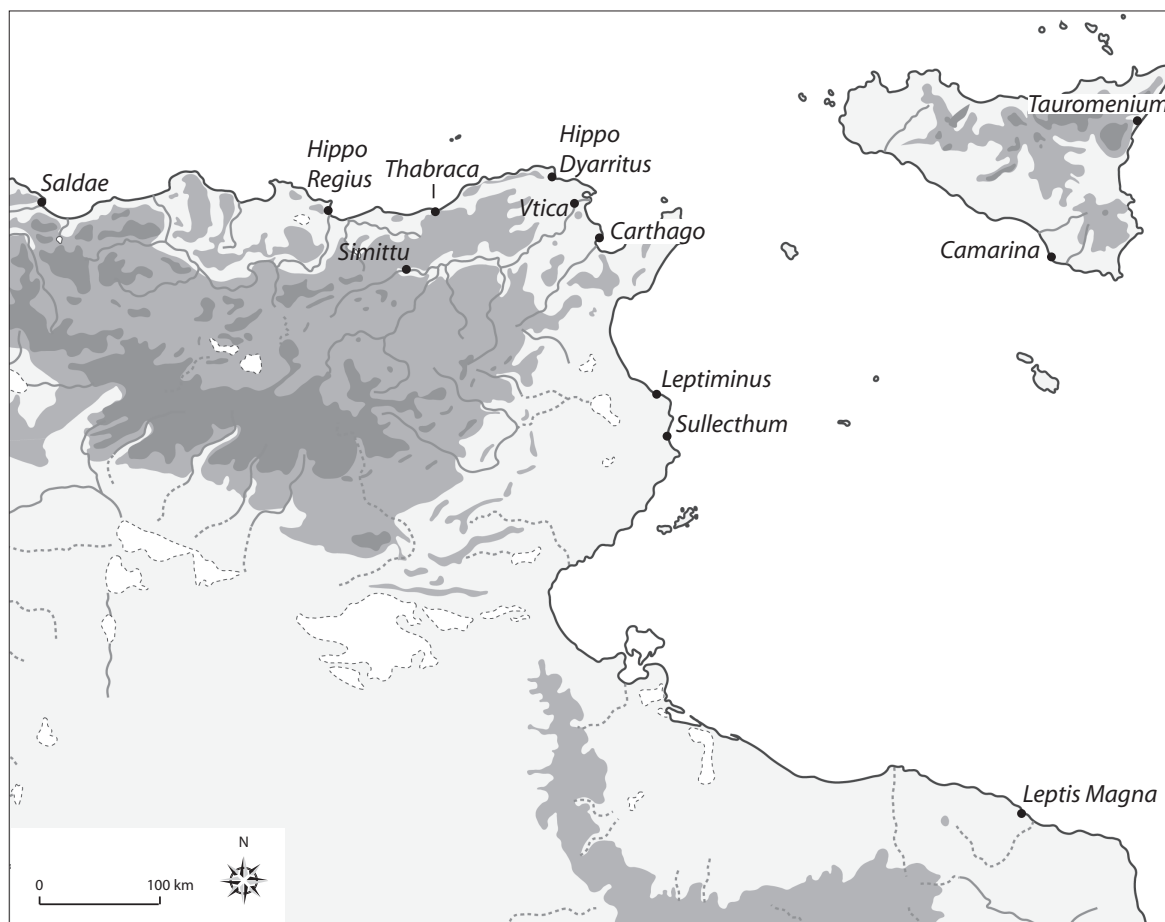 Tauromenium
Hippo
Dyarritus
Hippo
Regius
Thabraca
Saldae
Vtica
Carthago
Simittu
Camarina
Leptiminus
Sullecthum
Leptis Magna
N
0 100 km